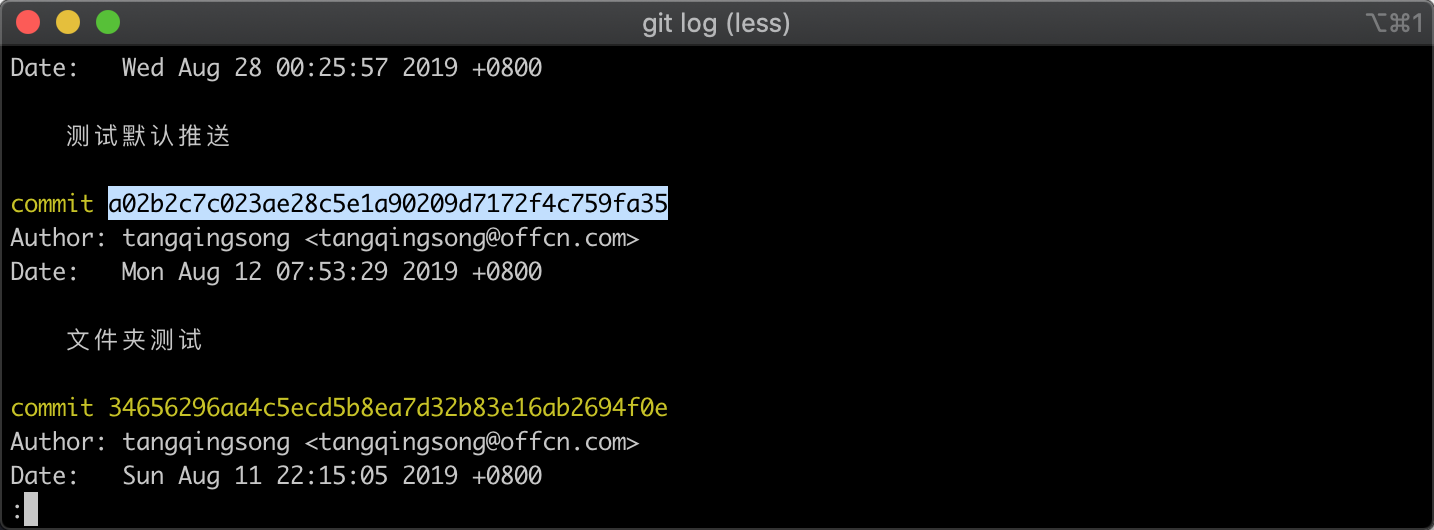 git log (less)
⌥⌘1
Date:   Wed Aug 28 00:25:57 2019 +0800
测试默认推送
commit a02b2c7c023ae28c5e1a90209d7172f4c759fa35
Author: tangqingsong <tangqingsong@offcn.com>
Date:   Mon Aug 12 07:53:29 2019 +0800
文件夹测试
commit 34656296aa4c5ecd5b8ea7d32b83e16ab2694f0e
Author: tangqingsong <tangqingsong@offcn.com>
Date:   Sun Aug 11 22:15:05 2019 +0800
: